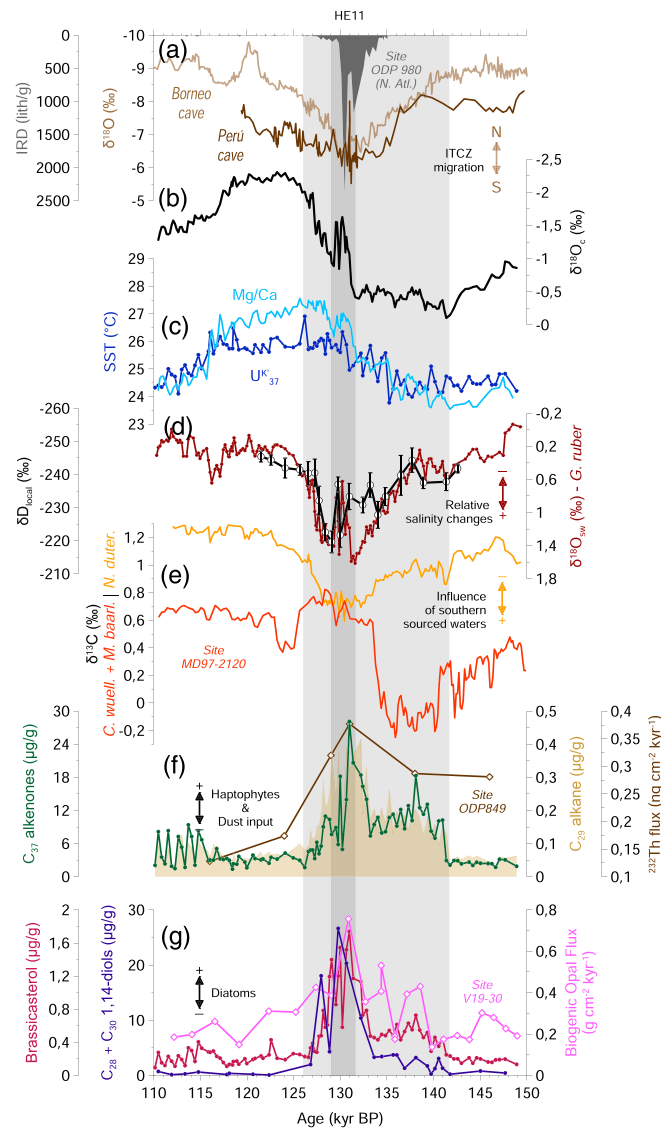 HE11
0
500
1000
1500
2000
2500
IRD (lith/g)
-10
-9
-8
-7
-6
-5
δ¹⁸O (‰)
(a)
Site
ODP 980
(N. Atl.)
Borneo
cave
Perú
cave
N
ITCZ
migration
S
(b)
-2,5
-2
-1,5
-1
-0,5
-0
δ¹⁸Oc (‰)
29
28
27
26
25
24
23
SST (°C)
(c)
Mg/Ca
Uᴷ'₃₇
-260
-250
-240
-230
-220
-210
δDlocal (‰)
(d)
-0,2
0,2
0,6
1
1,4
1,8
δ¹⁸Osw (‰) - G. ruber
–
Relative
salinity changes
+
1,2
1
0,8
0,6
0,4
0,2
0
-0,2
δ¹³C (‰)
C. wuell. + M. baarl. | N. duter.
(e)
–
Influence
of southern
sourced waters
+
Site
MD97-2120
30
24
18
12
6
0
C₃₇ alkenones (μg/g)
(f)
+
Haptophytes
&
Dust input
–
Site
ODP849
0,5
0,4
0,3
0,2
0,1
0
C₂₉ alkane (μg/g)
0,4
0,35
0,3
0,25
0,2
0,15
0,1
²³²Th flux (nq cm⁻² kyr⁻¹)
2
1,6
1,2
0,8
0,4
0
Brassicasterol (μg/g)
30
20
10
0
C₂₈ + C₃₀ 1,14-diols (μg/g)
(g)
+
Diatoms
–
Site
V19-30
0,8
0,6
0,4
0,2
0
Biogenic Opal Flux
(g cm⁻² kyr⁻¹)
110 115 120 125 130 135 140 145 150
Age (kyr BP)